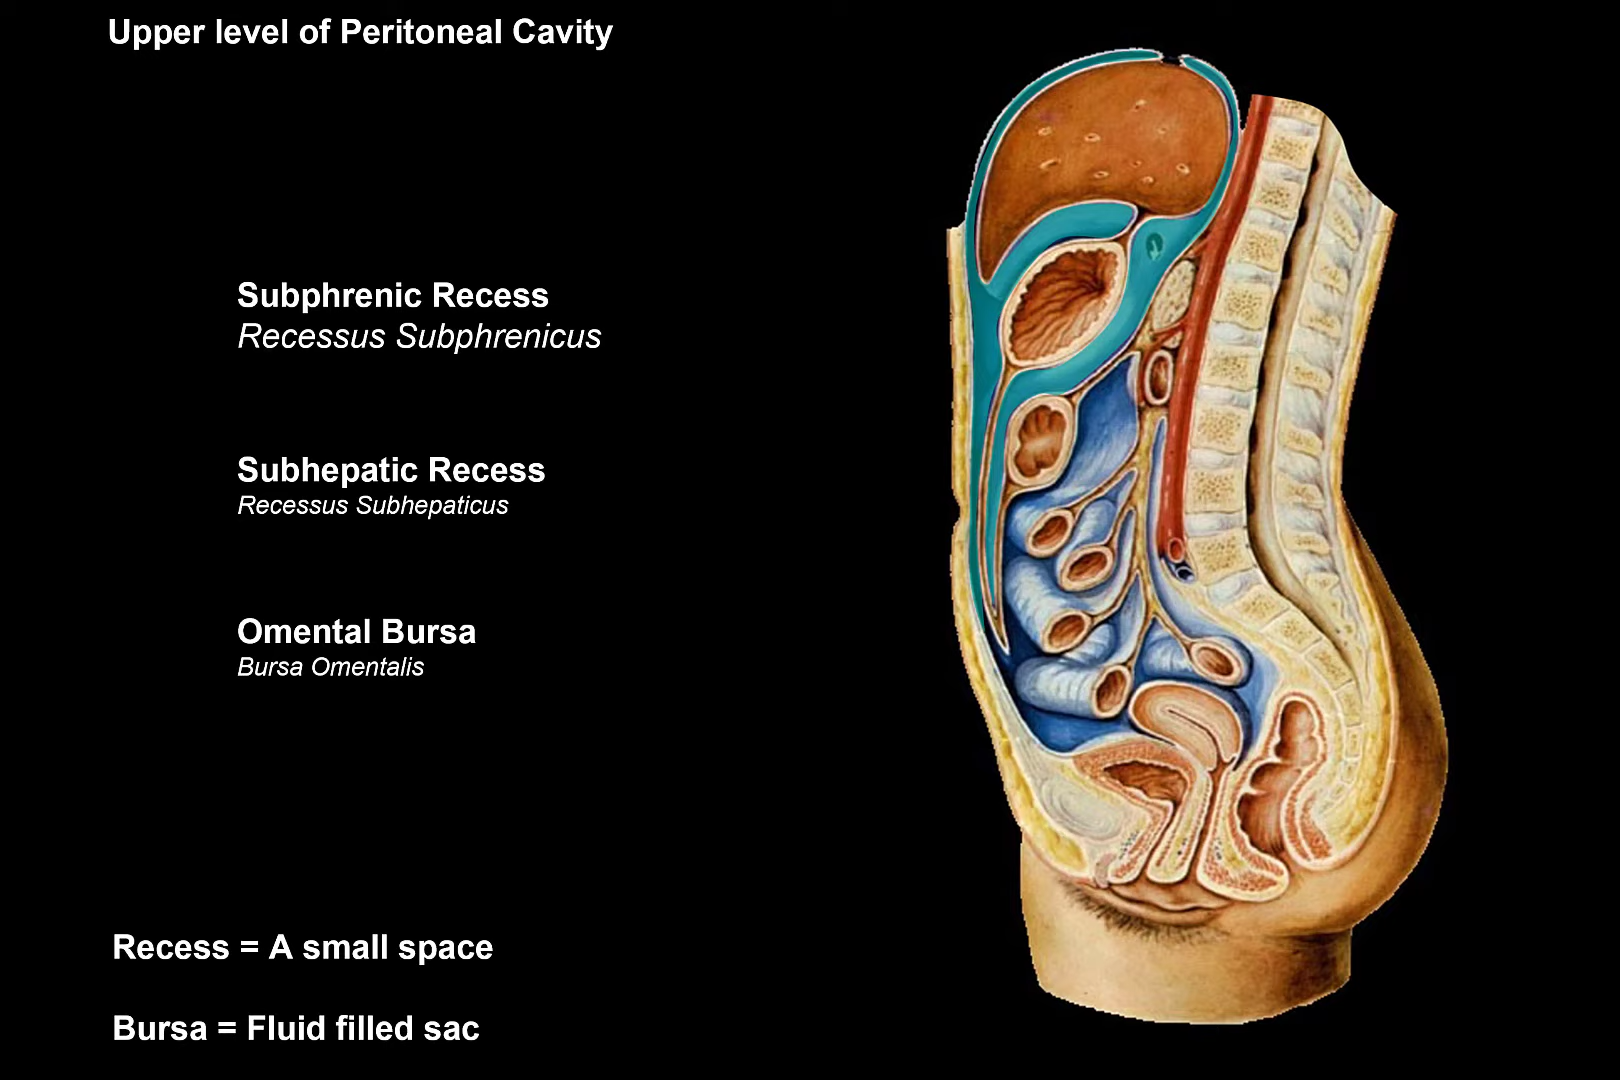 Upper level of Peritoneal Cavity
Subphrenic Recess
Recessus Subphrenicus
Subhepatic Recess
Recessus Subhepaticus
Omental Bursa
Bursa Omentalis
Recess = A small space
Bursa = Fluid filled sac